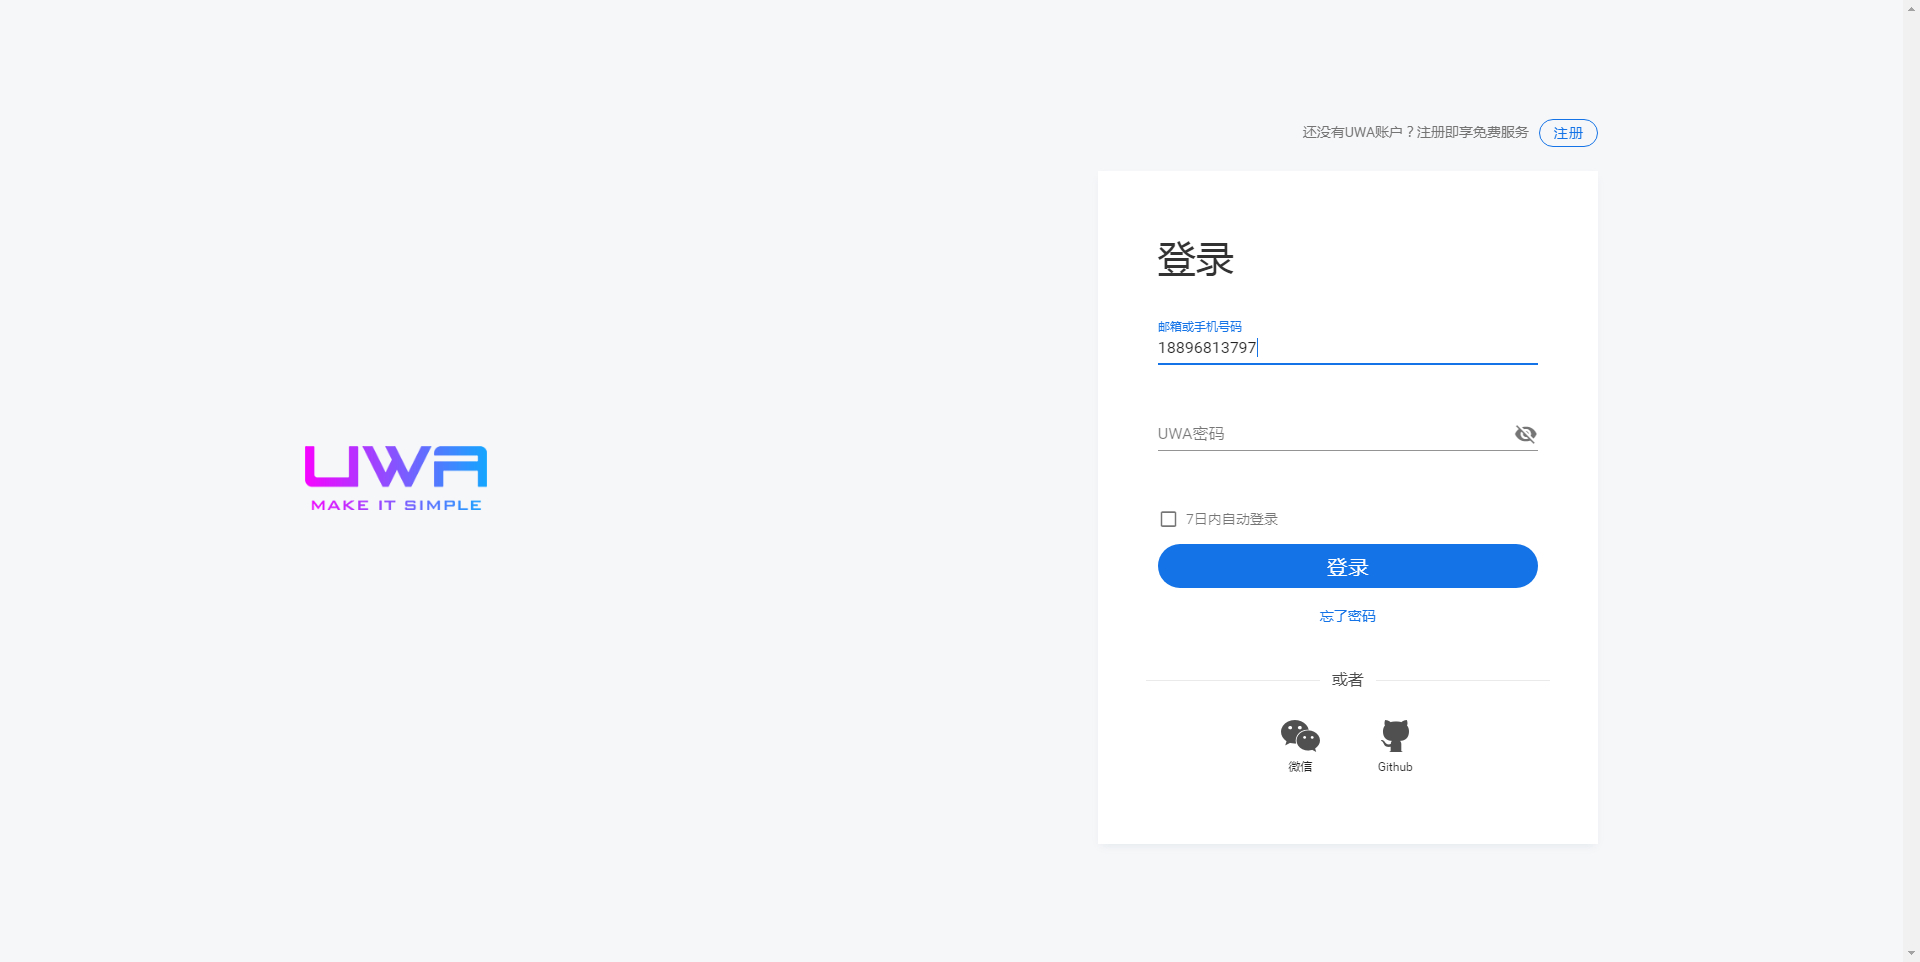 还没有UWA账户？注册即享免费服务 注册
登录
邮箱或手机号码
18896813797
UWA密码
UWA
MAKE IT SIMPLE
7日内自动登录
登录
忘了密码
或者
微信 Github